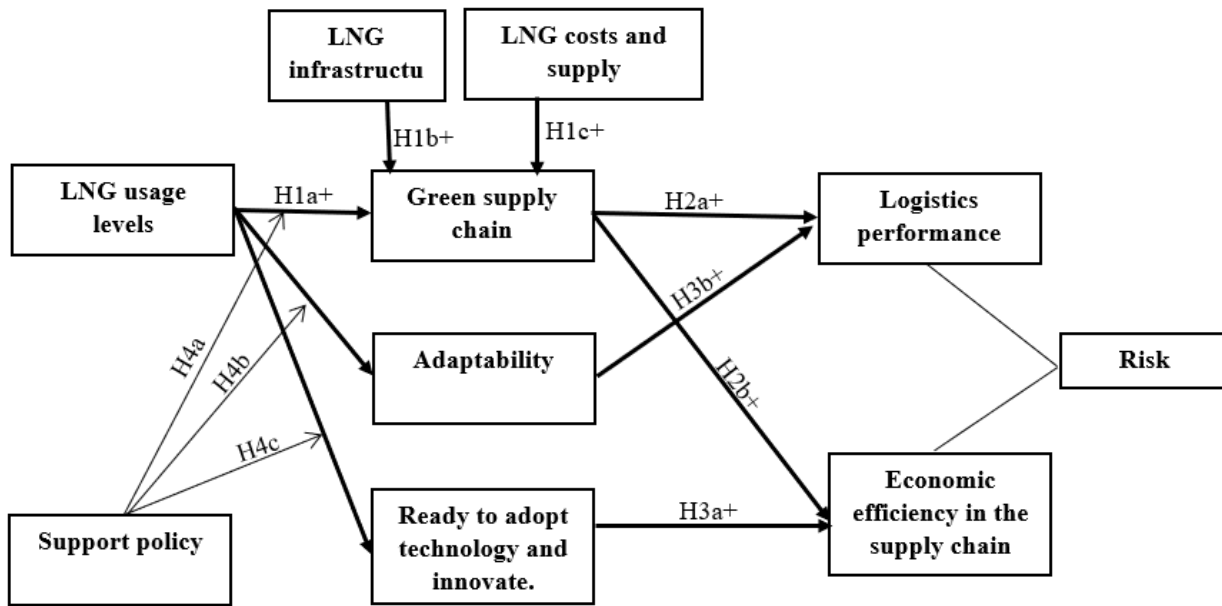 LNG
infrastructu
LNG costs and
supply
H1b+
H1c+
LNG usage
levels
H1a+
Green supply
chain
H2a+
Logistics
performance
H3b+
H4a
H4b
Adaptability
H2b+
Risk
H4c
Support policy
Ready to adopt
technology and
innovate.
H3a+
Economic
efficiency in the
supply chain